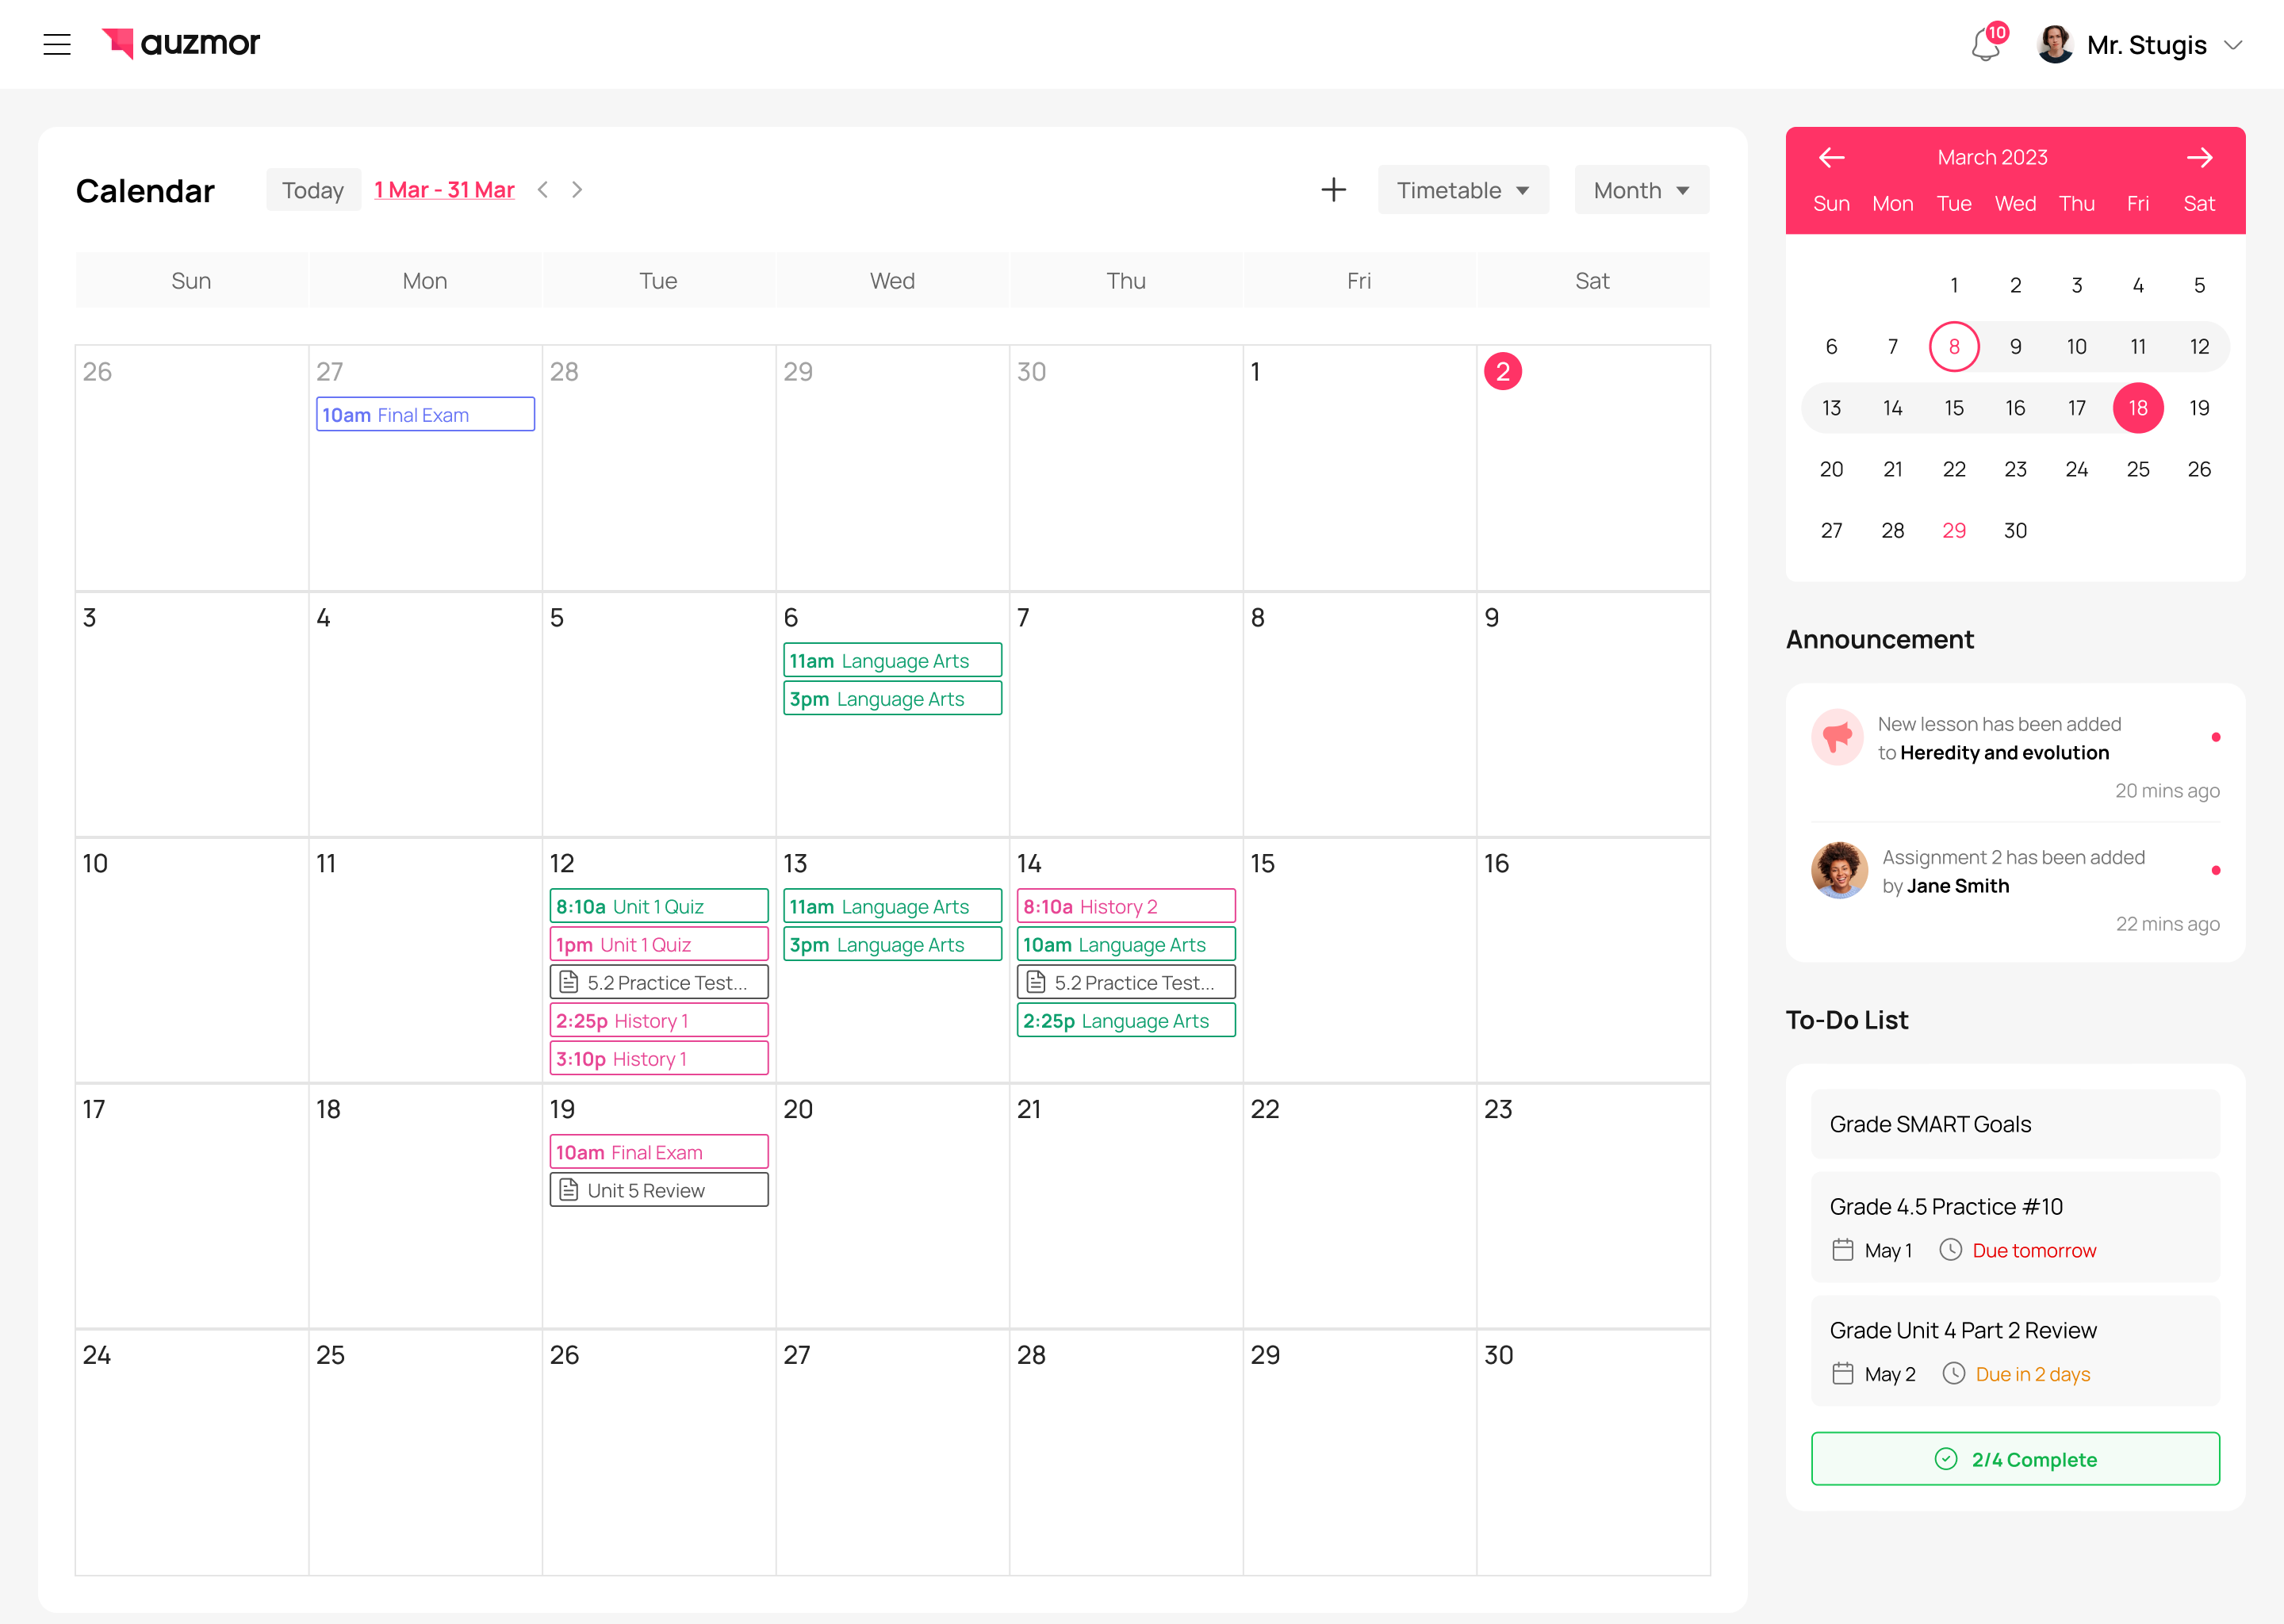 auzmor
10
Mr. Stugis
Calendar
Today
1 Mar - 31 Mar
Timetable
Month
Sun Mon Tue Wed Thu Fri Sat
26 27 28 29 30 1 2
10am Final Exam
3 4 5 6 7 8 9
11am Language Arts
3pm Language Arts
10 11 12 13 14 15 16
8:10a Unit 1 Quiz
1pm Unit 1 Quiz
5.2 Practice Test...
2:25p History 1
3:10p History 1
11am Language Arts
3pm Language Arts
8:10a History 2
10am Language Arts
5.2 Practice Test...
2:25p Language Arts
17 18 19 20 21 22 23
10am Final Exam
Unit 5 Review
24 25 26 27 28 29 30
March 2023
Sun Mon Tue Wed Thu Fri Sat
1 2 3 4 5
6 7 8 9 10 11 12
13 14 15 16 17 18 19
20 21 22 23 24 25 26
27 28 29 30
Announcement
New lesson has been added
to Heredity and evolution
20 mins ago
Assignment 2 has been added
by Jane Smith
22 mins ago
To-Do List
Grade SMART Goals
Grade 4.5 Practice #10
May 1 Due tomorrow
Grade Unit 4 Part 2 Review
May 2 Due in 2 days
2/4 Complete